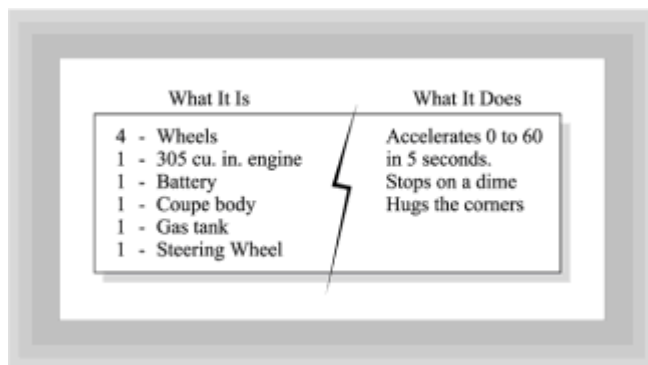 What It Is
What It Does
4 - Wheels
1 - 305 cu. in. engine
1 - Battery
1 - Coupe body
1 - Gas tank
1 - Steering Wheel
Accelerates 0 to 60
in 5 seconds.
Stops on a dime
Hugs the corners